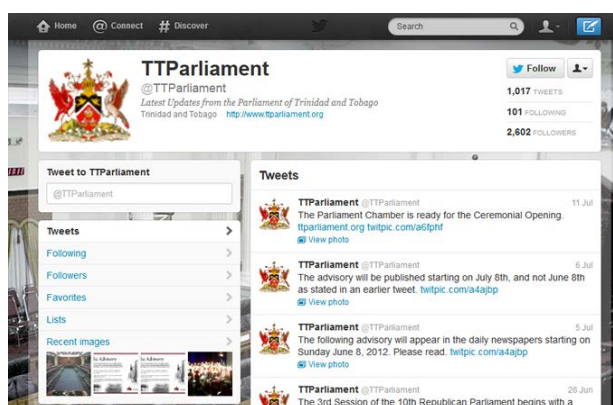 Home
Connect
Discover
Search
TTParliament
@TTParliament
Latest Updates from the Parliament of Trinidad and Tobago
Trinidad and Tobago http://www.ttparliament.org
Follow
1,017 TWEETS
101 FOLLOWING
2,602 FOLLOWERS
Tweet to TTParliament
@TTParliament
Tweets
Following
Followers
Favorites
Lists
Recent images
Tweets
TTParliament @TTParliament 11 Jul
The Parliament Chamber is ready for the Ceremonial Opening.
ttparliament.org twitpic.com/a6fphf
View photo
TTParliament @TTParliament 6 Jul
The advisory will be published starting on July 8th, and not June 8th
as stated in an earlier tweet. twitpic.com/a4ajbp
View photo
TTParliament @TTParliament 5 Jul
The following advisory will appear in the daily newspapers starting on
Sunday June 8, 2012. Please read. twitpic.com/a4ajbp
View photo
TTParliament @TTParliament 26 Jun
The 3rd Session of the 10th Republican Parliament begins with a